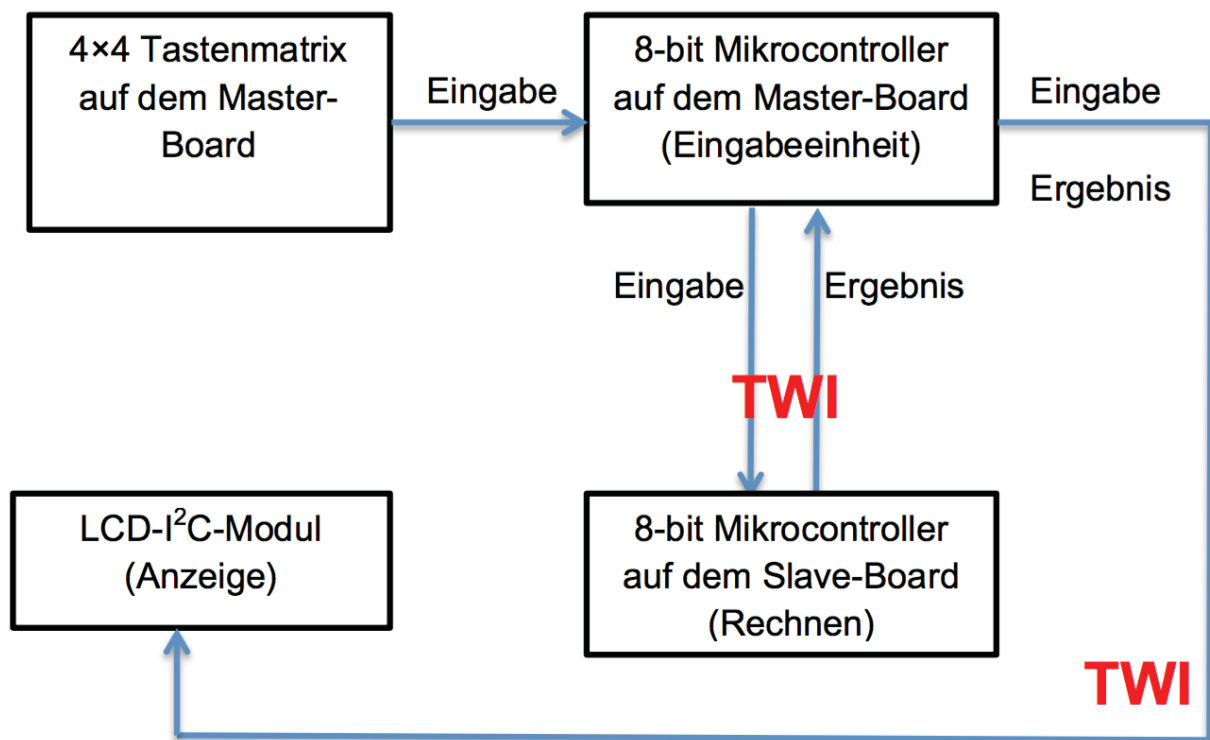 4×4 Tastenmatrix
auf dem Master-
Board
Eingabe
8-bit Mikrocontroller
auf dem Master-Board
(Eingabeeinheit)
Eingabe
Ergebnis
Eingabe
Ergebnis
TWI
LCD-I²C-Modul
(Anzeige)
8-bit Mikrocontroller
auf dem Slave-Board
(Rechnen)
TWI